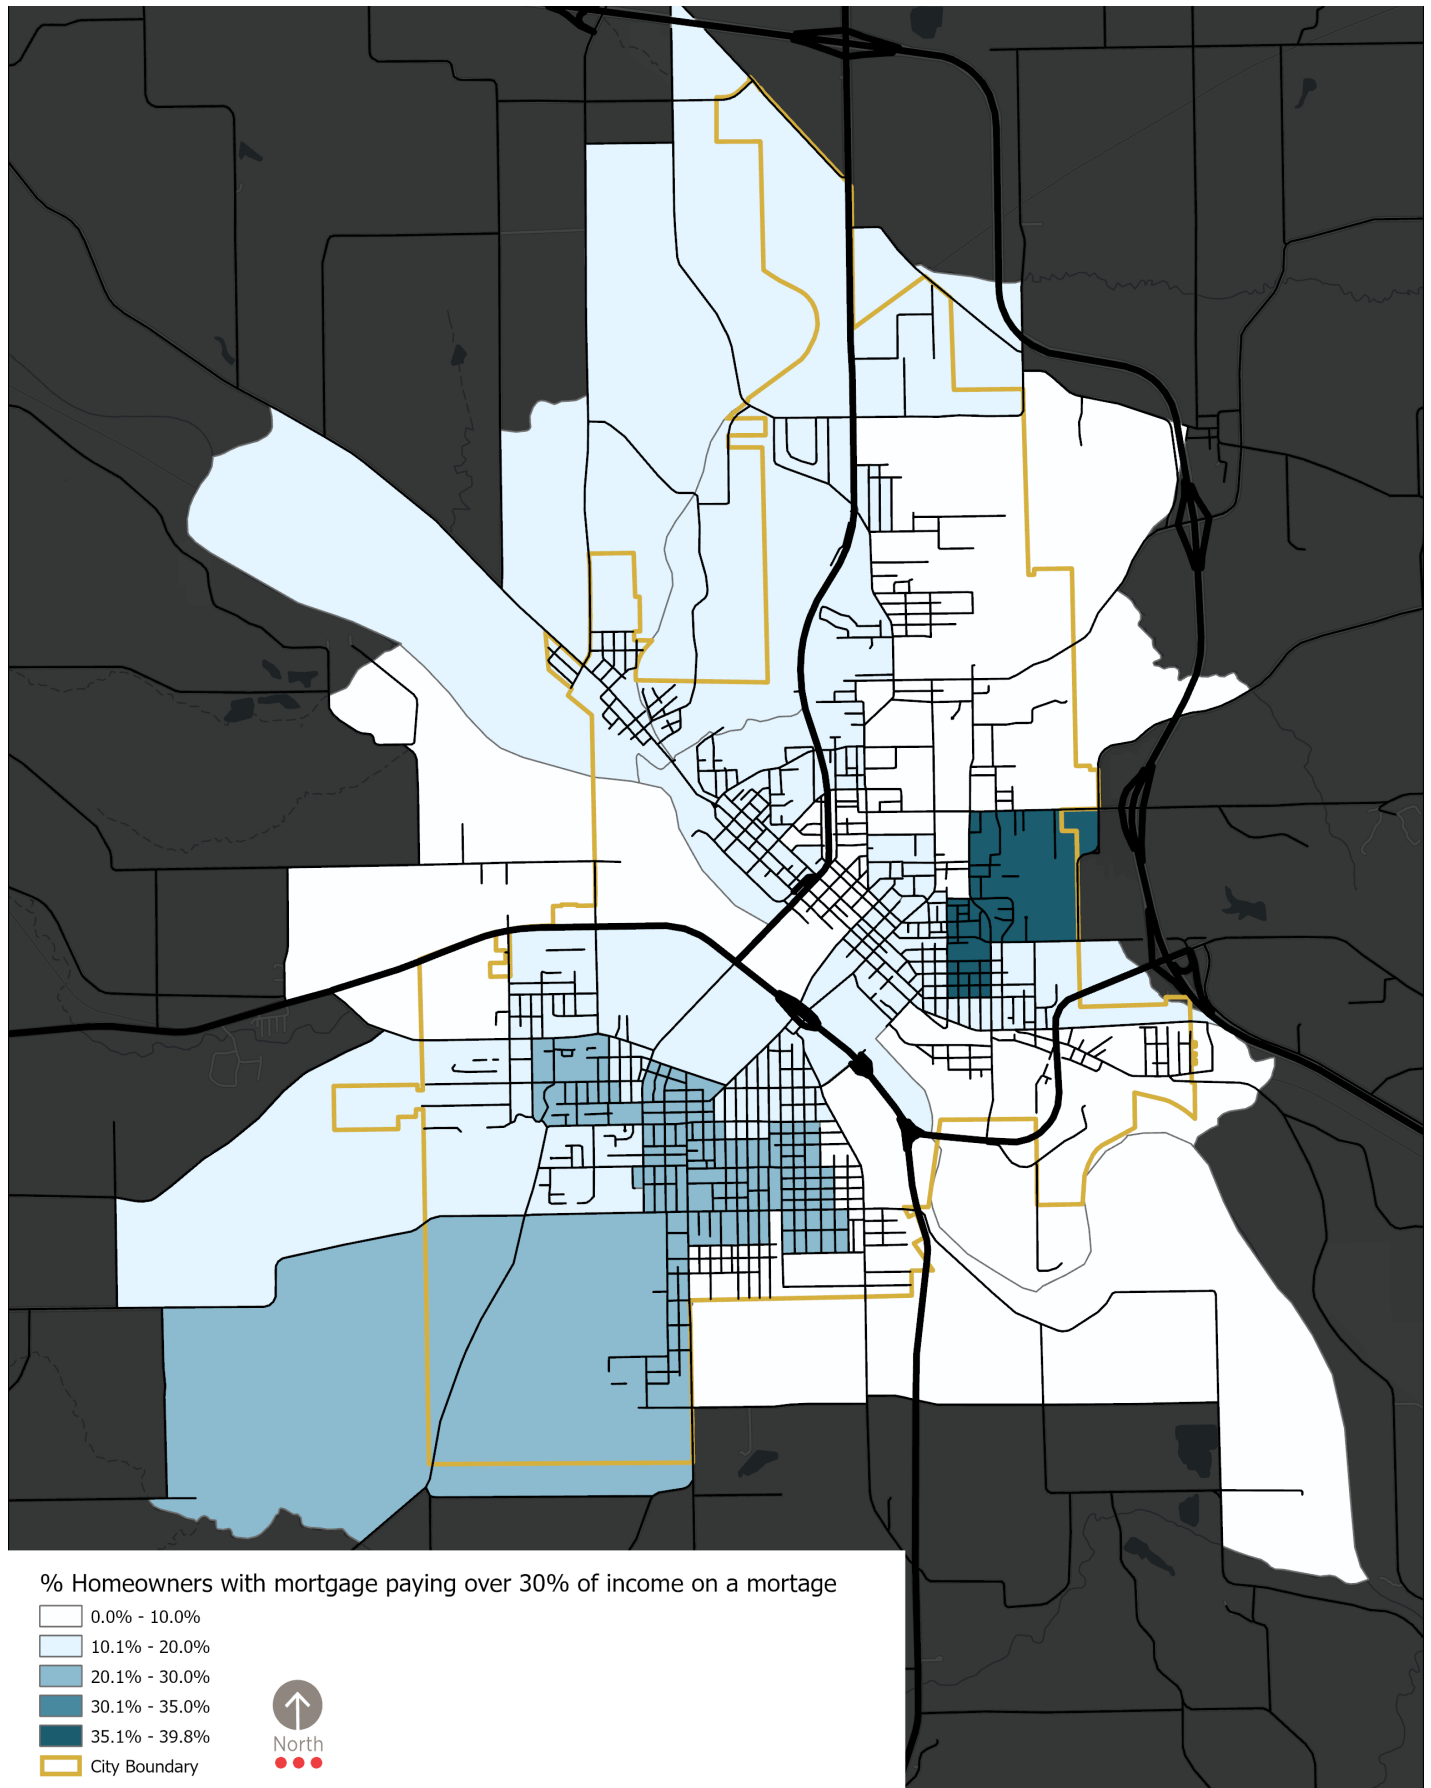 % Homeowners with mortgage paying over 30% of income on a mortage
0.0% - 10.0%
10.1% - 20.0%
20.1% - 30.0%
30.1% - 35.0%
35.1% - 39.8%
City Boundary
North